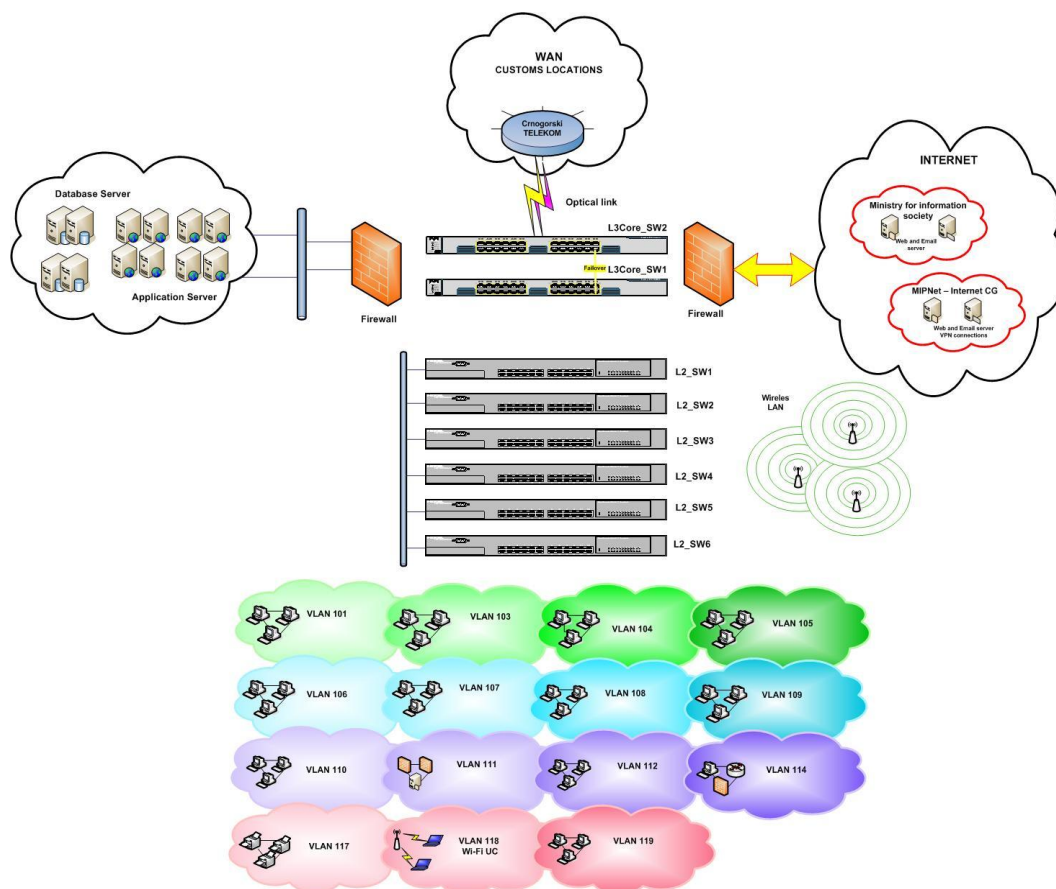 WAN
CUSTOMS LOCATIONS
Crnogorski
TELEKOM
Optical link
Database Server
Application Server
Firewall
L3Core_SW2
Failover
L3Core_SW1
Firewall
INTERNET
Ministry for information
society
Web and Email
server
MIPNet – Internet CG
Web and Email server
VPN connections
L2_SW1
L2_SW2
L2_SW3
L2_SW4
L2_SW5
L2_SW6
Wireles
LAN
VLAN 101
VLAN 103
VLAN 104
VLAN 105
VLAN 106
VLAN 107
VLAN 108
VLAN 109
VLAN 110
VLAN 111
VLAN 112
VLAN 114
VLAN 117
VLAN 118
Wi-Fi UC
VLAN 119